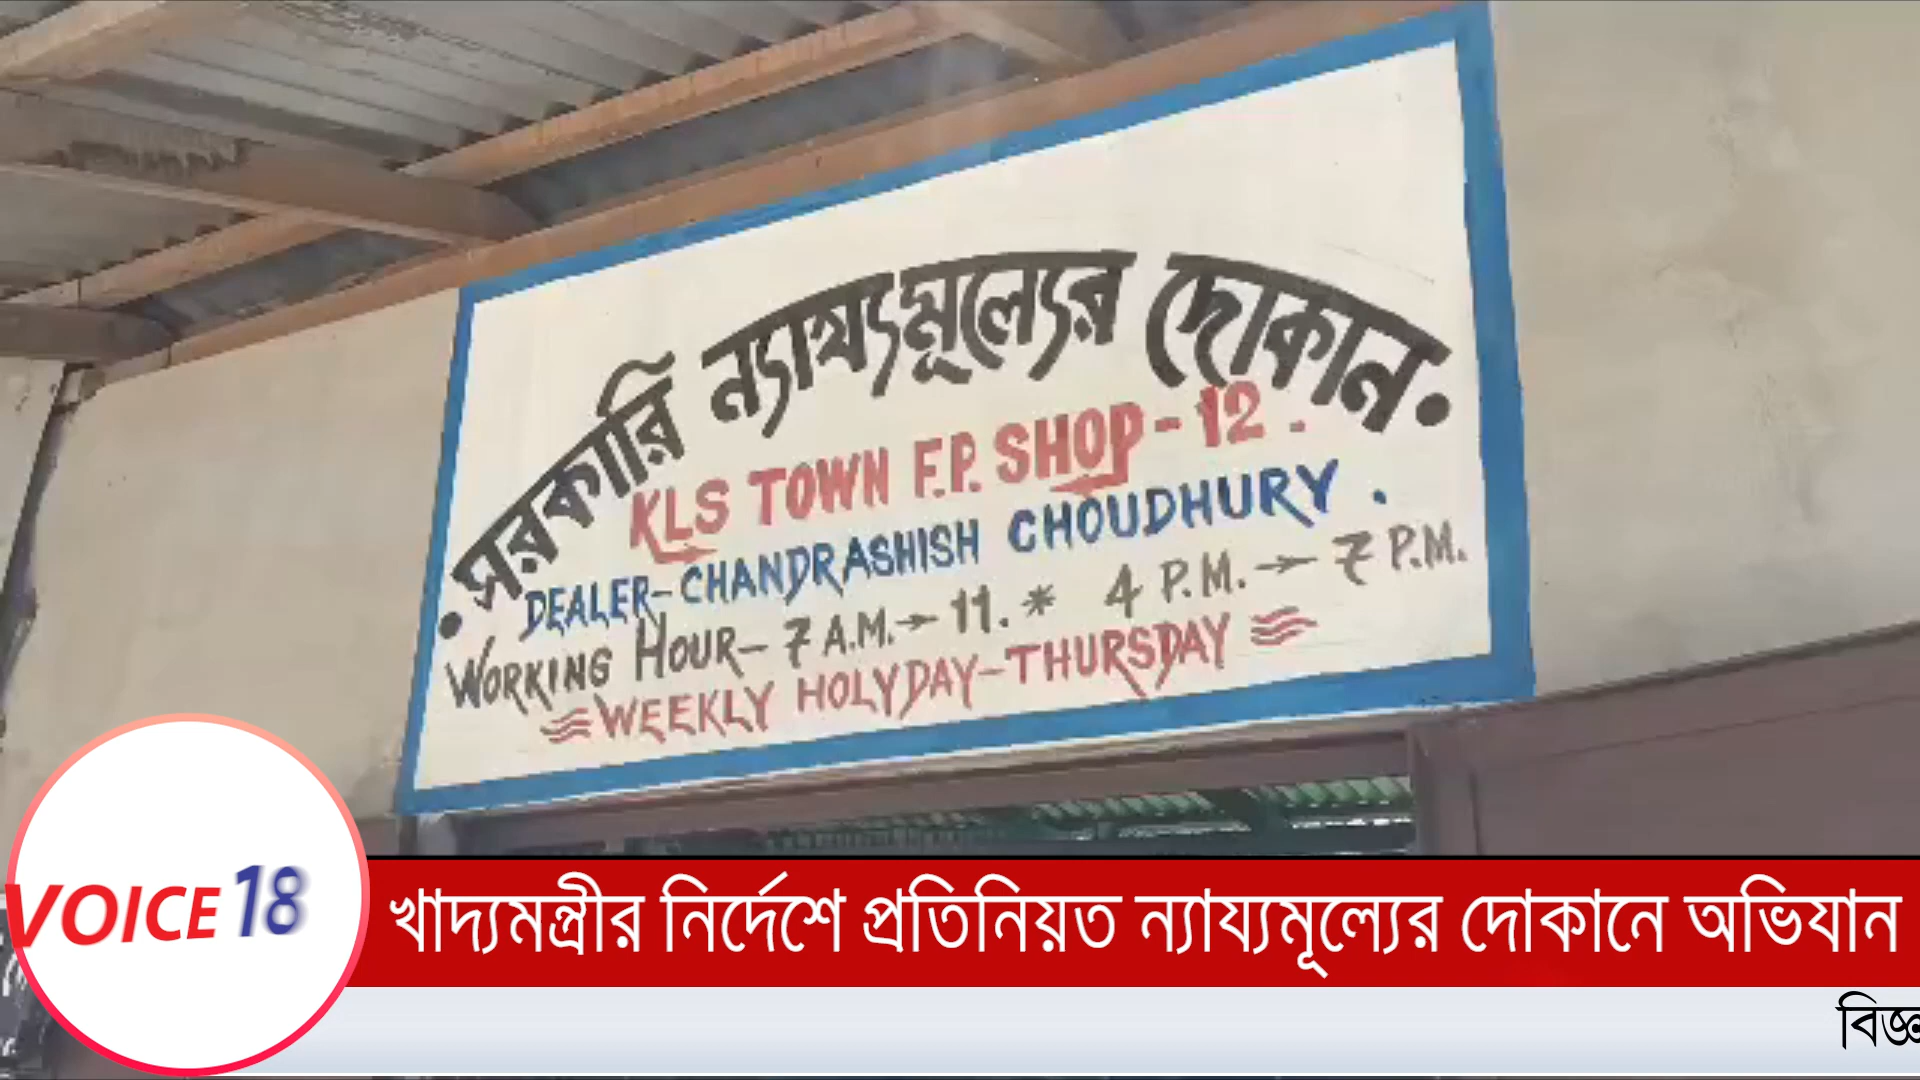 সরকারি ন্যায্যমূল্যের দোকান
KLS TOWN F.P. SHOP - 12.
DEALER - CHANDRASHISH CHOUDHURY.
WORKING HOUR - 7 A.M. → 11. * 4 P.M. → 7 P.M.
WEEKLY HOLYDAY - THURSDAY
VOICE 18
খাদ্যমন্ত্রীর নির্দেশে প্রতিনিয়ত ন্যায্যমূল্যের দোকানে অভিযান